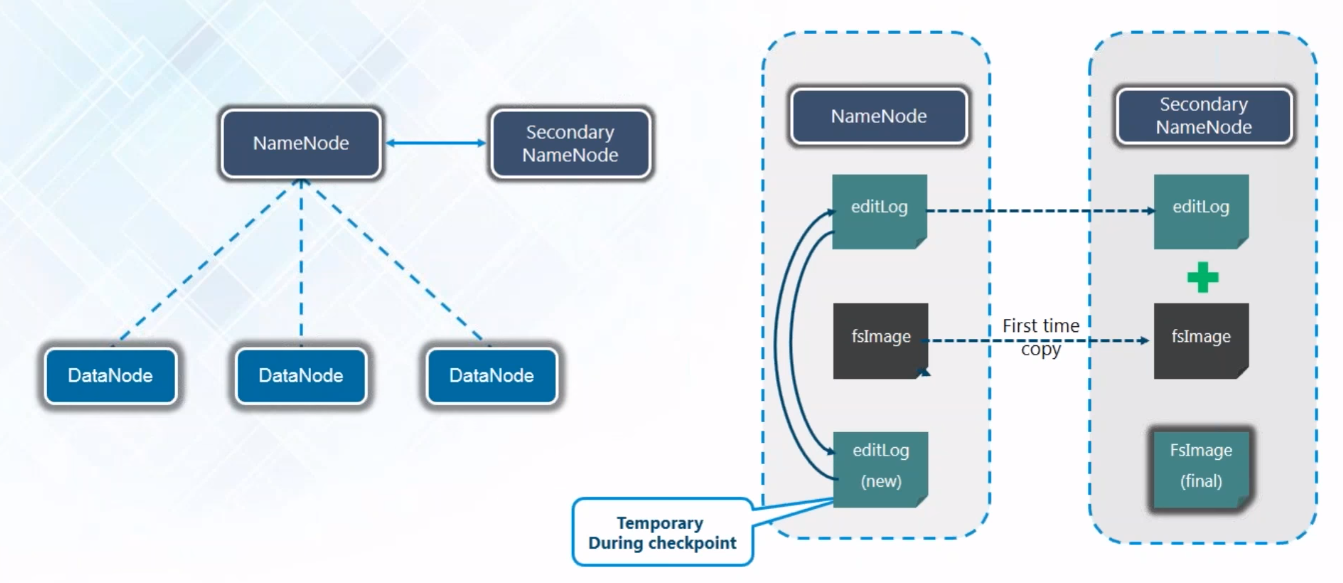 NameNode
Secondary
NameNode
DataNode
DataNode
DataNode
NameNode
editLog
fsImage
editLog
(new)
Temporary
During checkpoint
First time
copy
Secondary
NameNode
editLog
fsImage
FsImage
(final)